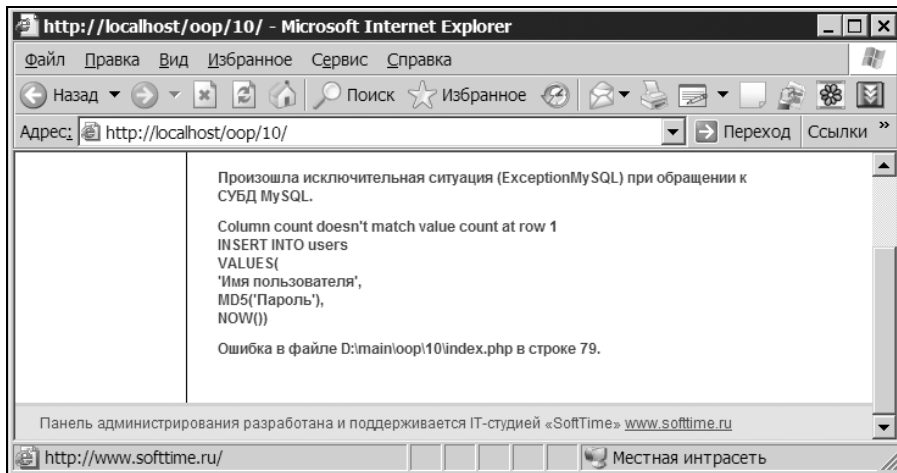 http://localhost/oop/10/ - Microsoft Internet Explorer
Файл Правка Вид Избранное Сервис Справка
Назад Поиск Избранное
Адрес: http://localhost/oop/10/ Переход Ссылки »
Произошла исключительная ситуация (ExceptionMySQL) при обращении к
СУБД MySQL.
Column count doesn't match value count at row 1
INSERT INTO users
VALUES(
'Имя пользователя',
MD5('Пароль'),
NOW())
Ошибка в файле D:\main\oop\10\index.php в строке 79.
Панель администрирования разработана и поддерживается IT-студией «SoftTime» www.softtime.ru
http://www.softtime.ru/ Местная интрасеть